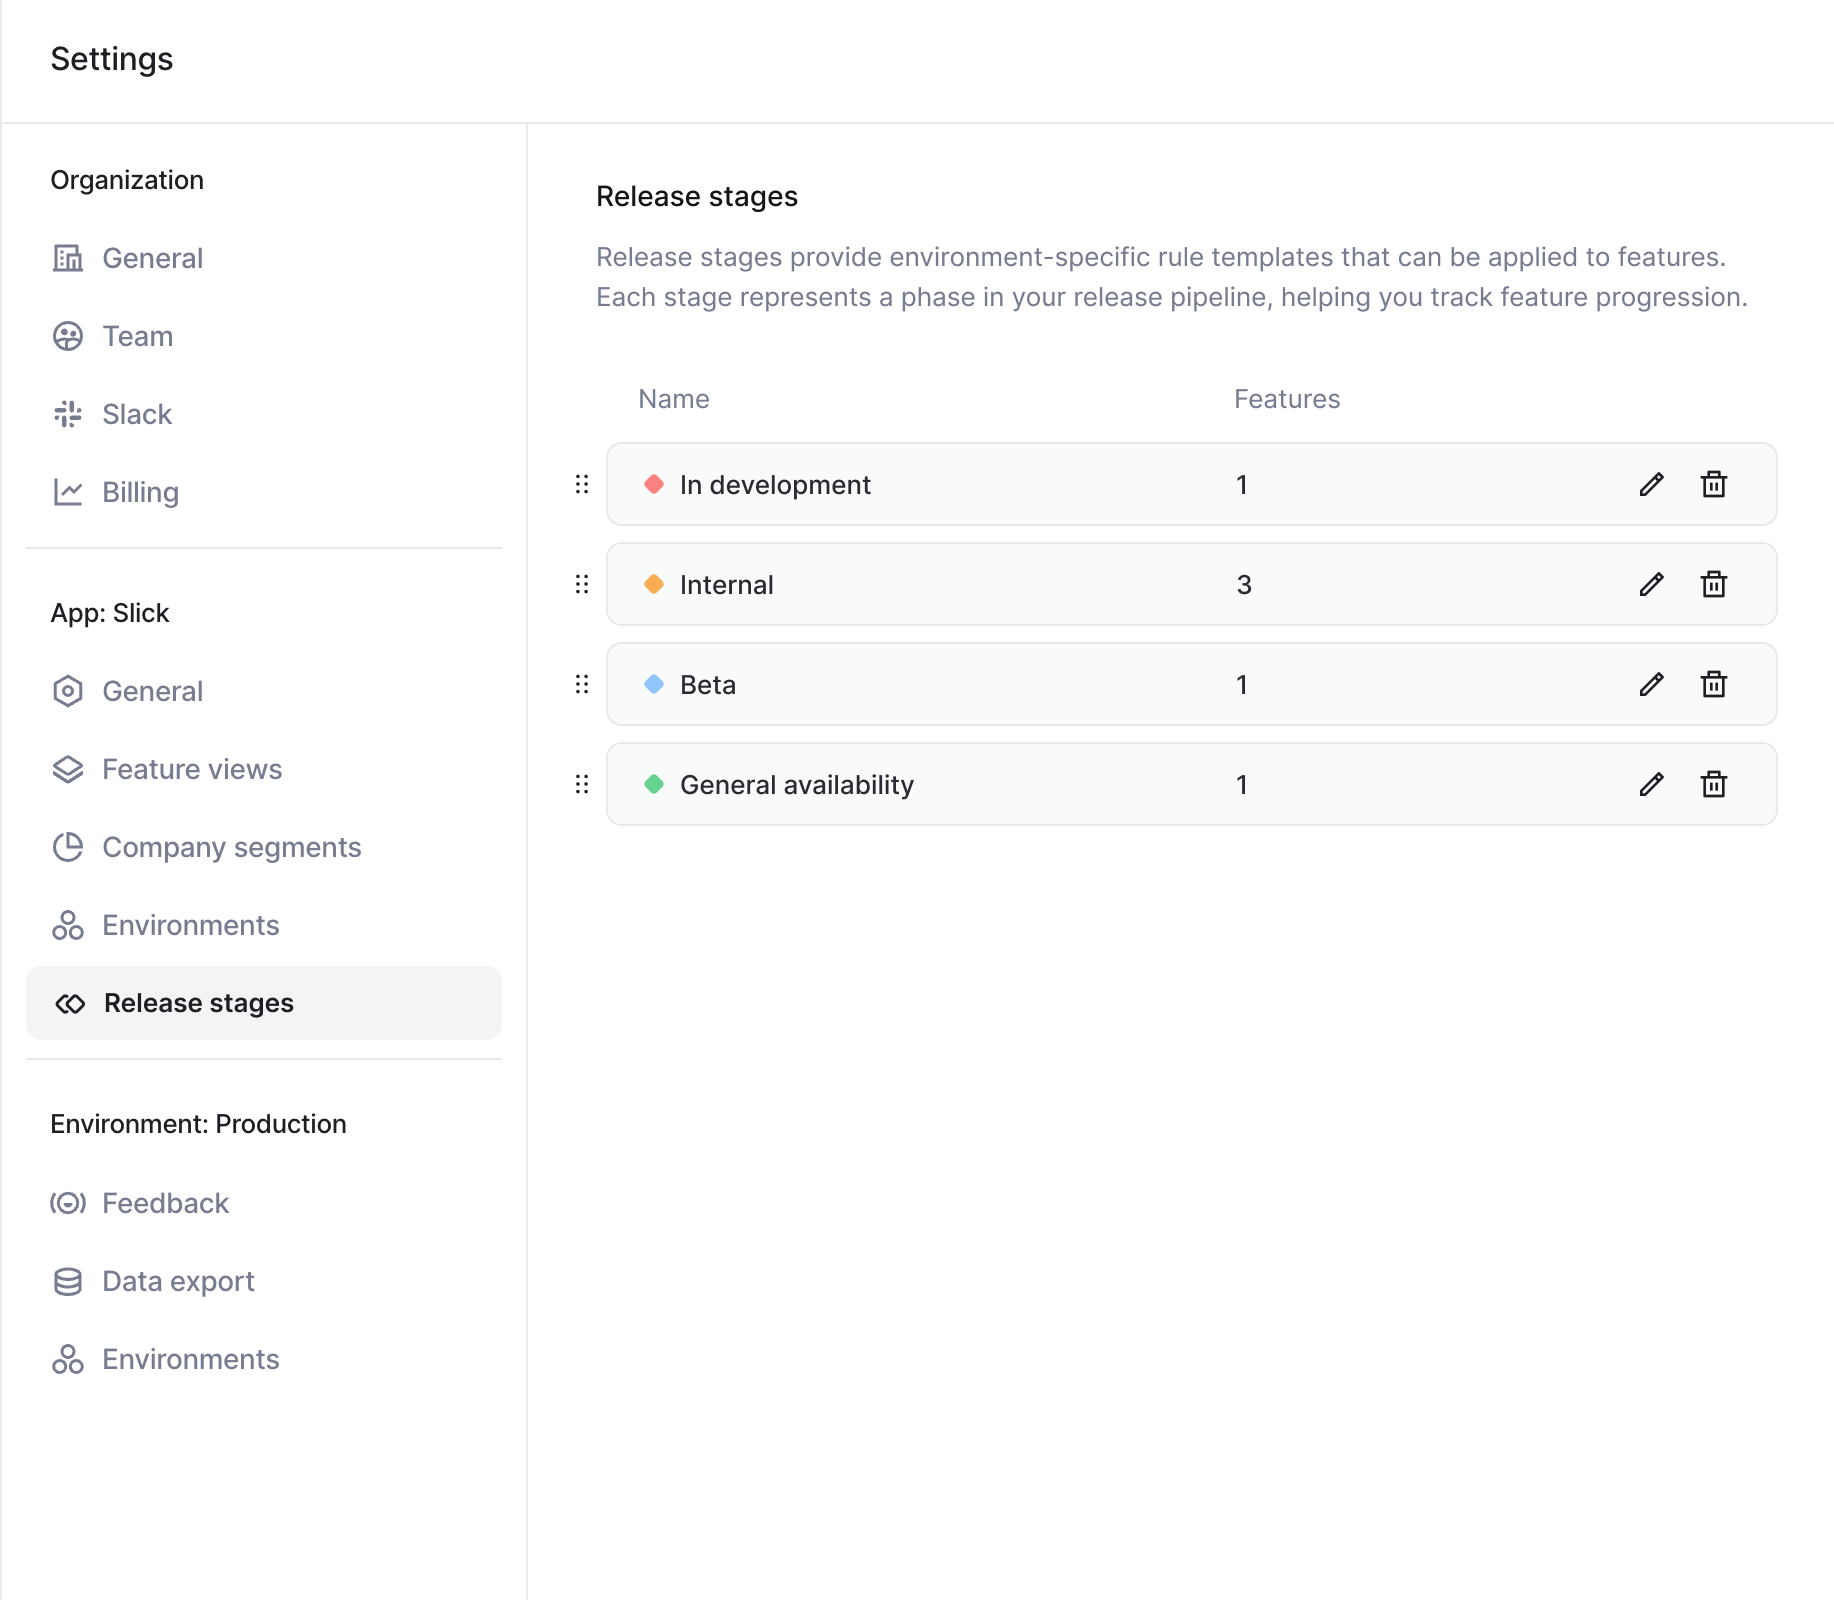 Settings
Organization
General
Team
Slack
Billing
App: Slick
General
Feature views
Company segments
Environments
Release stages
Environment: Production
Feedback
Data export
Environments
Release stages
Release stages provide environment-specific rule templates that can be applied to features.
Each stage represents a phase in your release pipeline, helping you track feature progression.
Name Features
In development 1
Internal 3
Beta 1
General availability 1